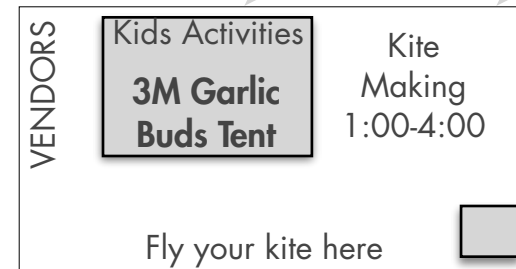 VENDORS
Kids Activities
3M Garlic
Buds Tent
Kite
Making
1:00-4:00
Fly your kite here